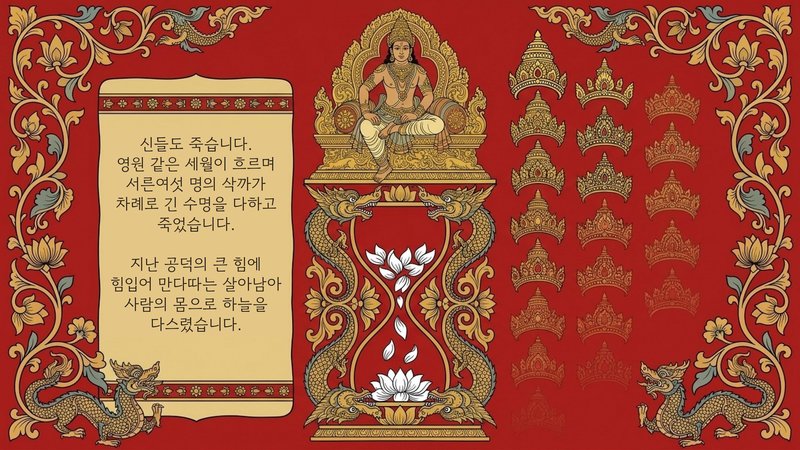 신들도 죽습니다.
영원 같은 세월이 흐르며
서른여섯 명의 삭까가
차례로 긴 수명을 다하고
죽었습니다.
지난 공덕의 큰 힘에
힘입어 만다따는 살아남아
사람의 몸으로 하늘을
다스렸습니다.